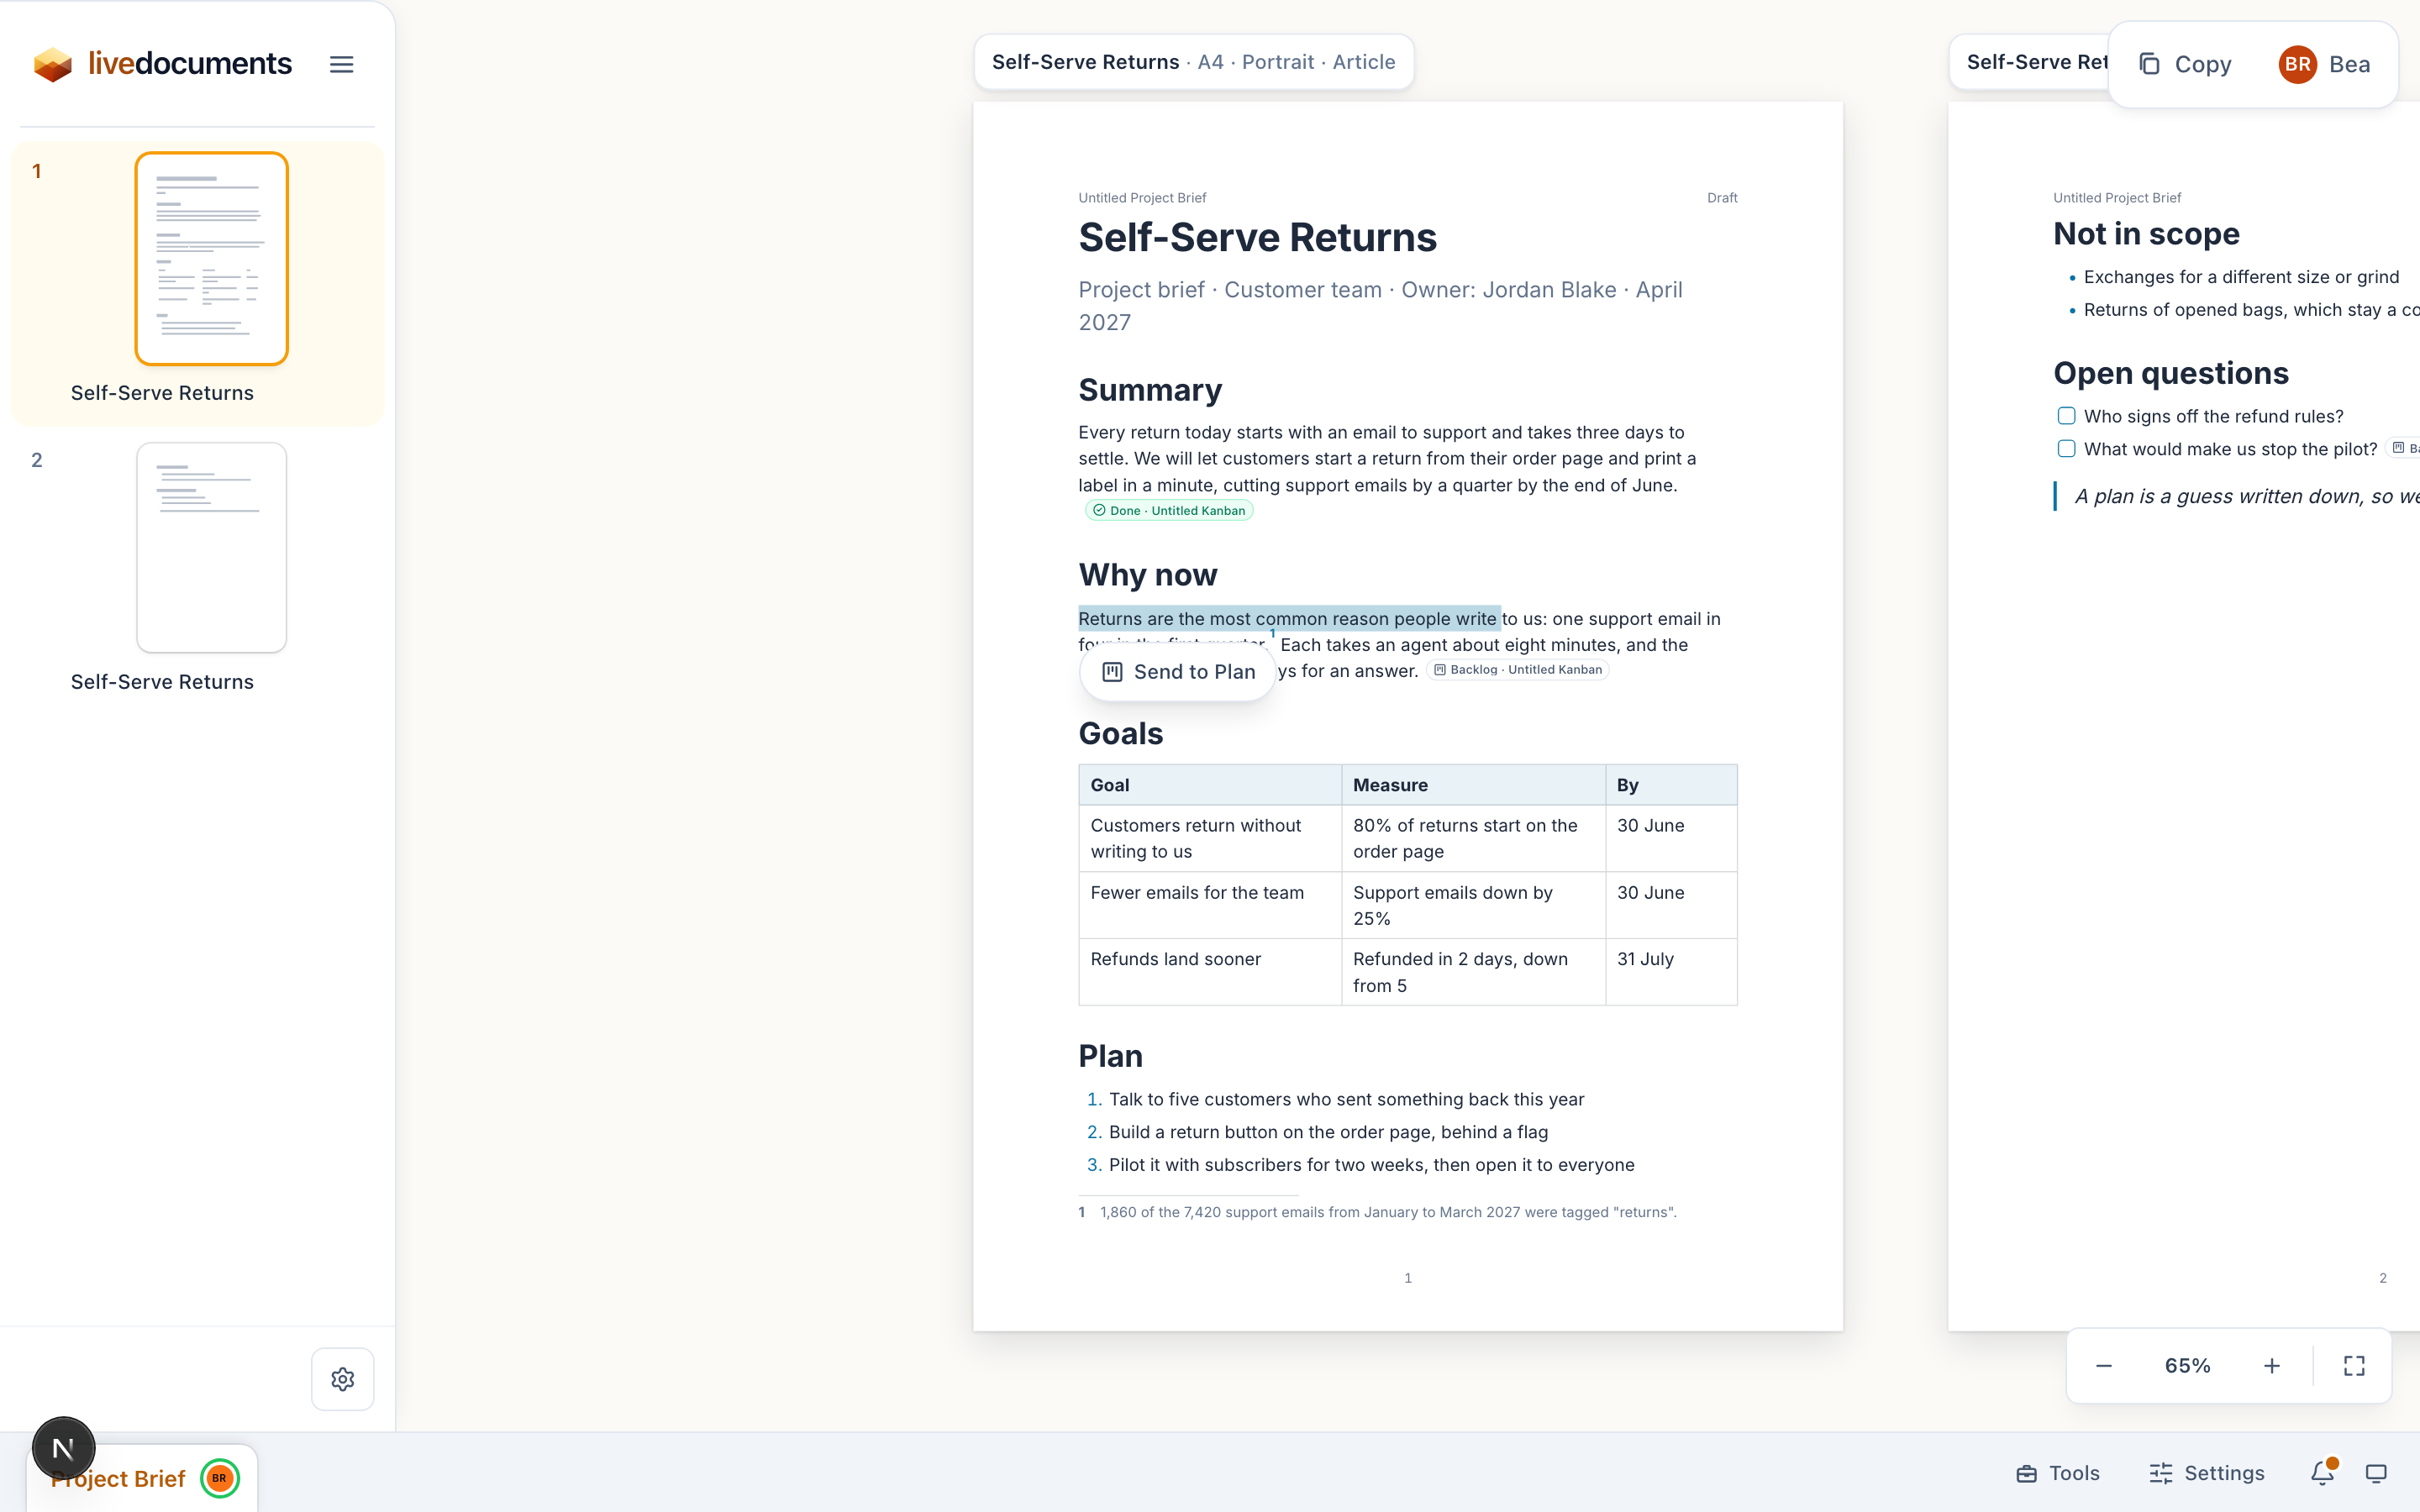 livedocuments
1
Self-Serve Returns
2
Self-Serve Returns
Self-Serve Returns · A4 · Portrait · Article
Untitled Project Brief
Draft
Self-Serve Returns
Project brief · Customer team · Owner: Jordan Blake · April
2027
Summary
Every return today starts with an email to support and takes three days to
settle. We will let customers start a return from their order page and print a
label in a minute, cutting support emails by a quarter by the end of June.
Done · Untitled Kanban
Why now
Returns are the most common reason people write to us: one support email in
four in the first quarter.1 Each takes an agent about eight minutes, and the
ys for an answer. Backlog · Untitled Kanban
Send to Plan
Goals
Goal Measure By
Customers return without 80% of returns start on the 30 June
writing to us order page
Fewer emails for the team Support emails down by 30 June
25%
Refunds land sooner Refunded in 2 days, down 31 July
from 5
Plan
1. Talk to five customers who sent something back this year
2. Build a return button on the order page, behind a flag
3. Pilot it with subscribers for two weeks, then open it to everyone
1 1,860 of the 7,420 support emails from January to March 2027 were tagged "returns".
1
Self-Serve Ret
Copy
BR Bea
Untitled Project Brief
Not in scope
• Exchanges for a different size or grind
• Returns of opened bags, which stay a co
Open questions
Who signs off the refund rules?
What would make us stop the pilot? Ba
A plan is a guess written down, so we
2
65%
N
Project Brief BR
Tools
Settings